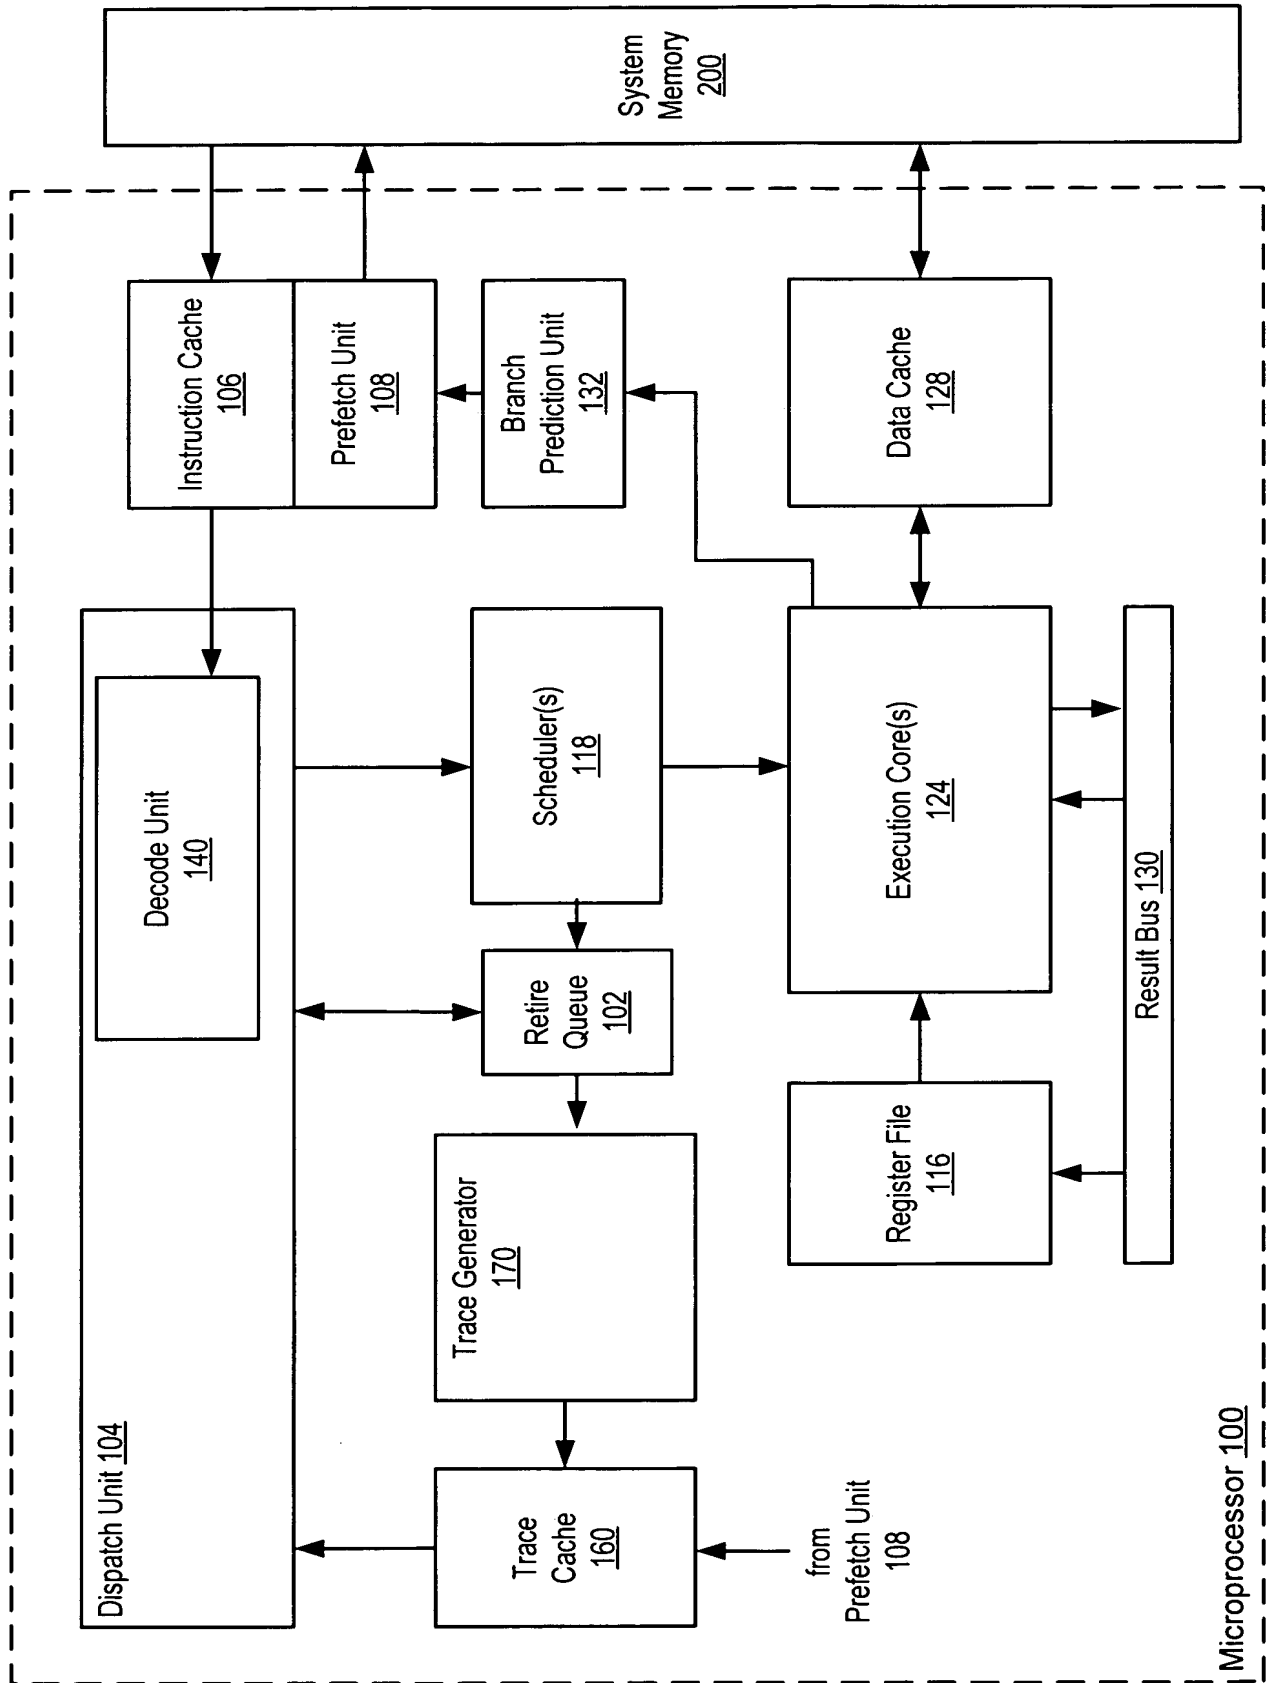 System
Memory
200
Instruction Cache
106
Prefetch Unit
108
Branch
Prediction Unit
132
Data Cache
128
Decode Unit
140
Scheduler(s)
118
Execution Core(s)
124
Retire
Queue
102
Result Bus 130
Register File
116
Trace Generator
170
Dispatch Unit 104
Trace
Cache
160
from
Prefetch Unit
108
Microprocessor 100